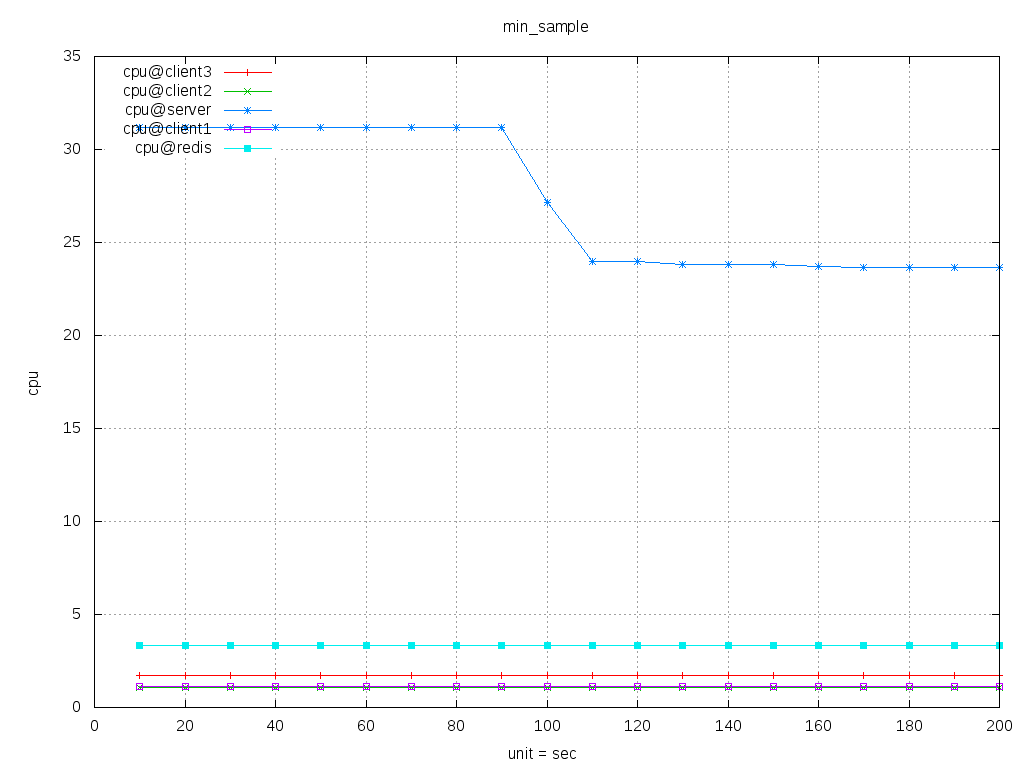 min_sample
35
30
25
20
15
10
5
0
cpu
cpu@client3
cpu@client2
cpu@server
cpu@client1
cpu@redis
0 20 40 60 80 100 120 140 160 180 200
unit = sec